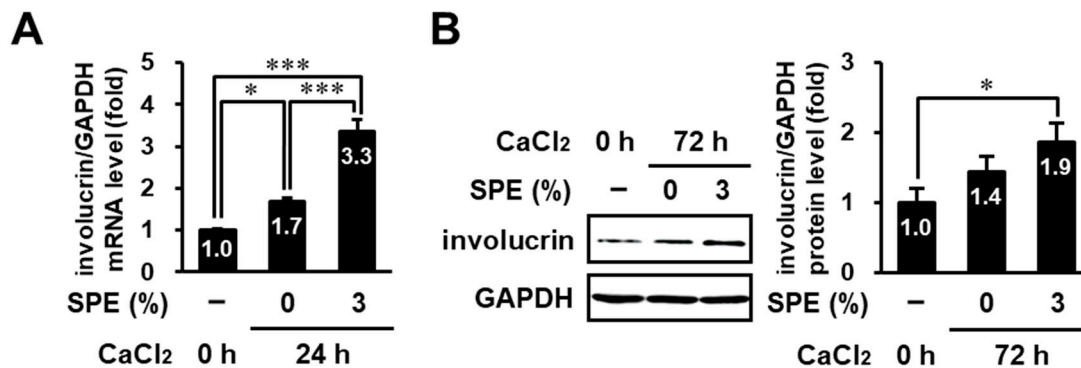 A
involucrin/GAPDH
mRNA level (fold)
5
4
3
2
1
0
***
*
***
1.0
1.7
3.3
SPE (%)
–
0
3
CaCl₂
0 h
24 h
B
CaCl₂
0 h
72 h
SPE (%)
–
0
3
involucrin
GAPDH
involucrin/GAPDH
protein level (fold)
3
2
1
0
*
1.0
1.4
1.9
SPE (%)
–
0
3
CaCl₂
0 h
72 h